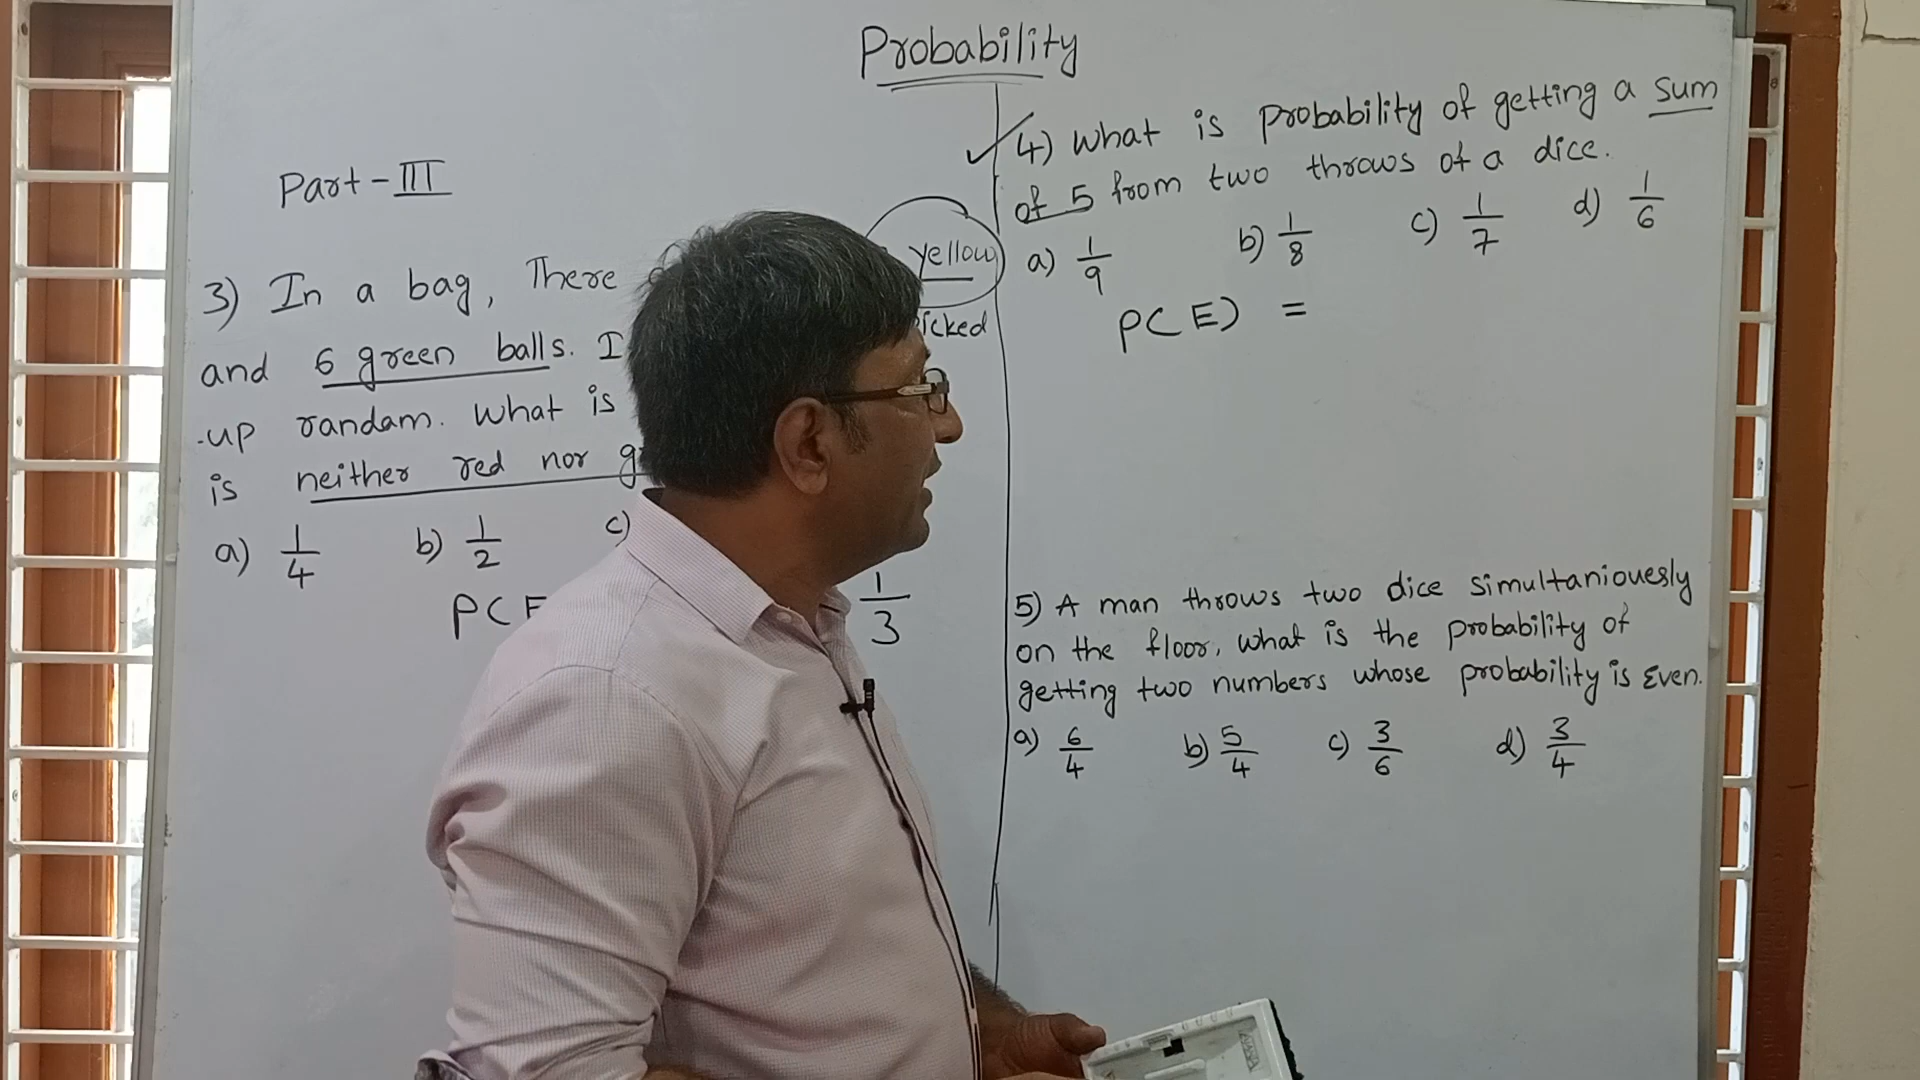 Probability
Part - III
3) In a bag, There yellow
and 6 green balls. I
-up random. What is
is neither red nor
a) 1/4 b) 1/2 c)
P(E 1/3
4) What is probability of getting a sum
of 5 from two throws of a dice.
a) 1/9 b) 1/8 c) 1/7 d) 1/6
P(E) =
5) A man throws two dice simultaniouesly
on the floor, what is the probability of
getting two numbers whose probability is Even.
a) 6/4 b) 5/4 c) 3/6 d) 3/4